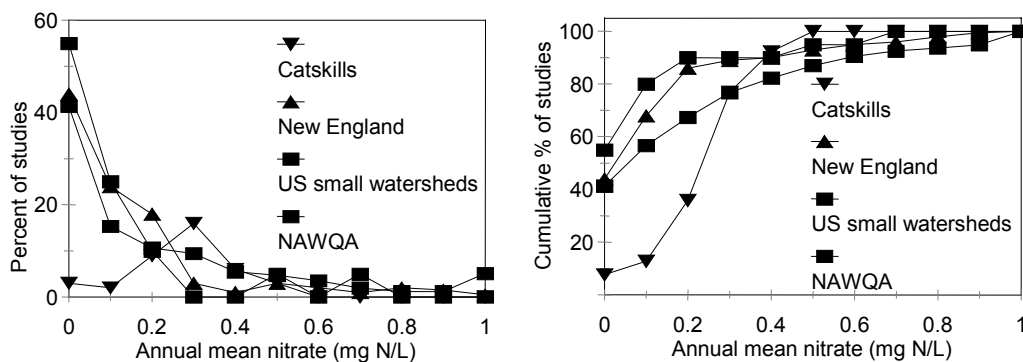 60
40
20
0
Percent of studies
Catskills
New England
US small watersheds
NAWQA
0 0.2 0.4 0.6 0.8 1
Annual mean nitrate (mg N/L)
100
80
60
40
20
Cumulative % of studies
Catskills
New England
US small watersheds
NAWQA
0 0.2 0.4 0.6 0.8 1
Annual mean nitrate (mg N/L)